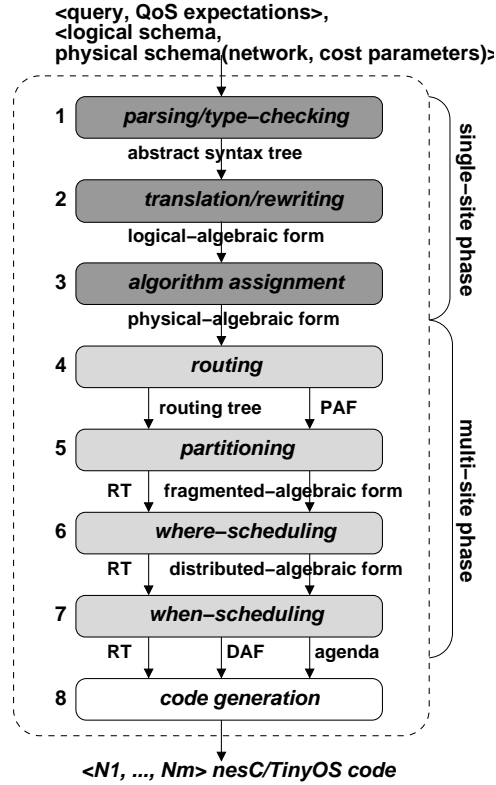 <query, QoS expectations>,
<logical schema,
physical schema(network, cost parameters)>
1 parsing/type−checking
abstract syntax tree
2 translation/rewriting
logical−algebraic form
3 algorithm assignment
physical−algebraic form
4 routing
routing tree PAF
5 partitioning
RT fragmented−algebraic form
6 where−scheduling
RT distributed−algebraic form
7 when−scheduling
RT DAF agenda
8 code generation
<N1, ..., Nm> nesC/TinyOS code
single−site phase
multi−site phase